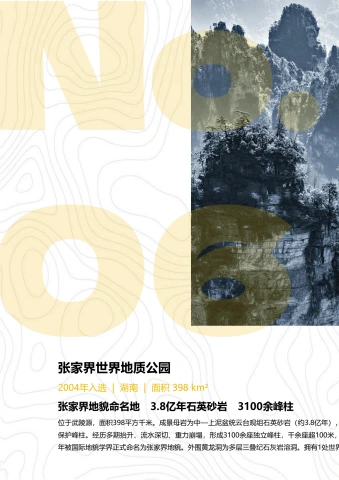 No.
06
张家界世界地质公园
2004年入选 | 湖南 | 面积 398 km²
张家界地貌命名地 3.8亿年石英砂岩 3100余峰柱
位于武陵源，面积398平方千米。成景母岩为中—上泥盆统云台观组石英砂岩（约3.8亿年），
保护峰柱。经历多期抬升、流水深切、重力崩塌，形成3100余座独立峰柱，千余座超100米，
年被国际地貌学界正式命名为张家界地貌。外围黄龙洞为多层三叠纪石灰岩溶洞。拥有1处世界